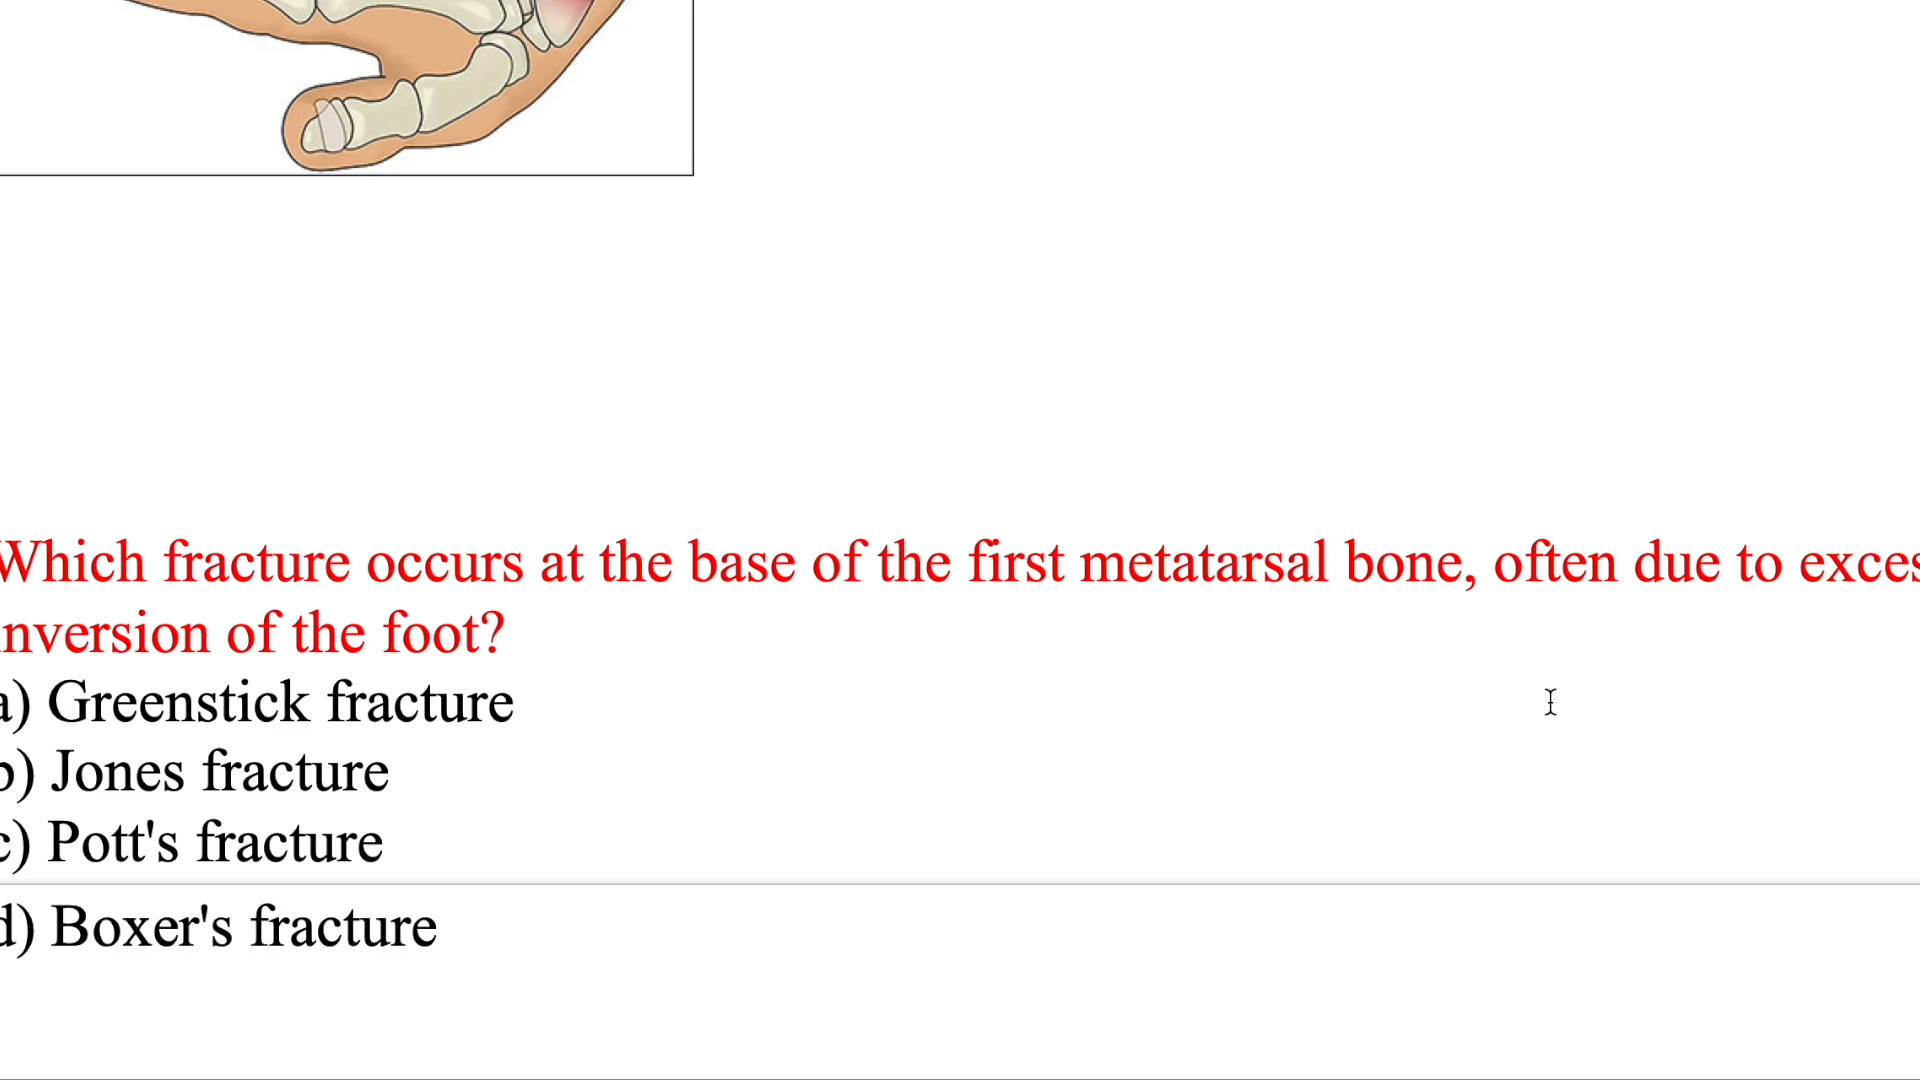 Which fracture occurs at the base of the first metatarsal bone, often due to
nversion of the foot?
a) Greenstick fracture
b) Jones fracture
c) Pott's fracture
d) Boxer's fracture